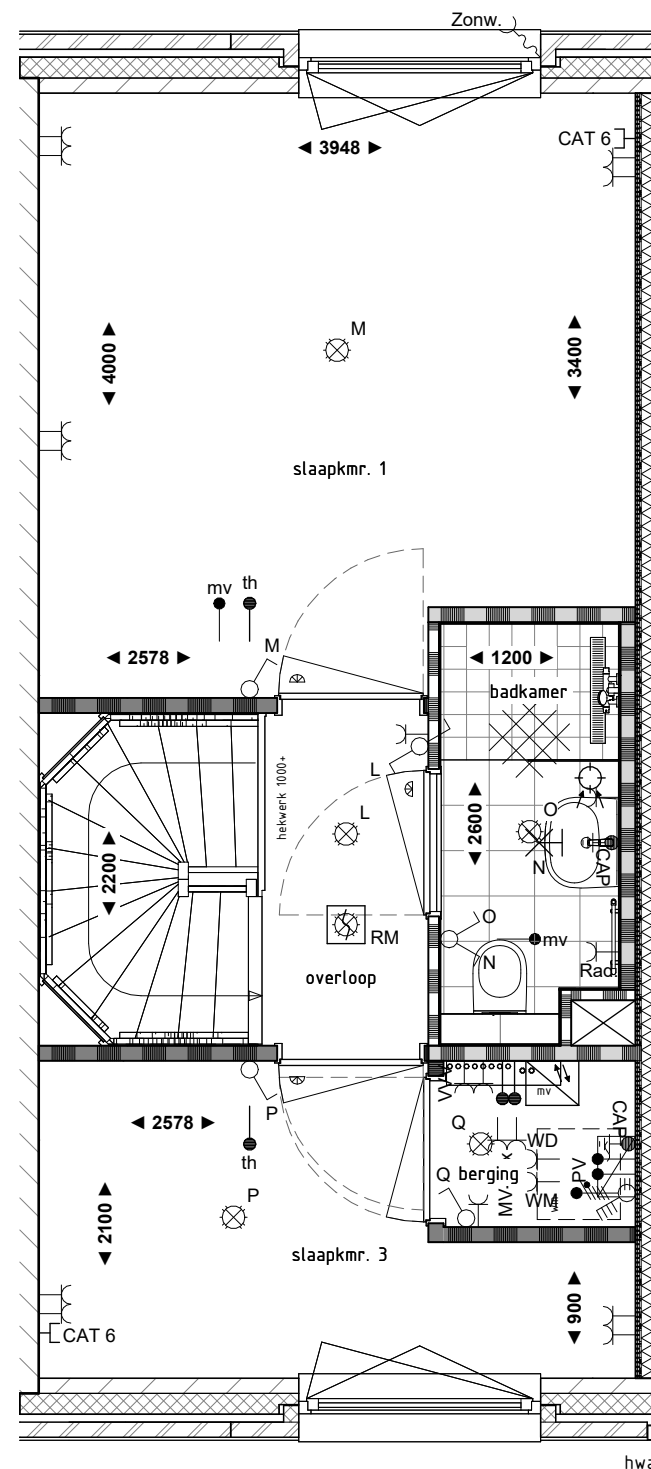 Zonw.
3948
CAT 6
M
4000
3400
slaapkmr. 1
mv
th
M
2578
1200
badkamer
hekwerk 1000+
L
L
2600
O
N
CAP
2200
RM
O
mv
N
Rad.
overloop
P
2578
th
P
VV
mv
Q
WD
CAP
berging
PV
Q
MV.
K
WM
2100
slaapkmr. 3
900
CAT 6
hwa